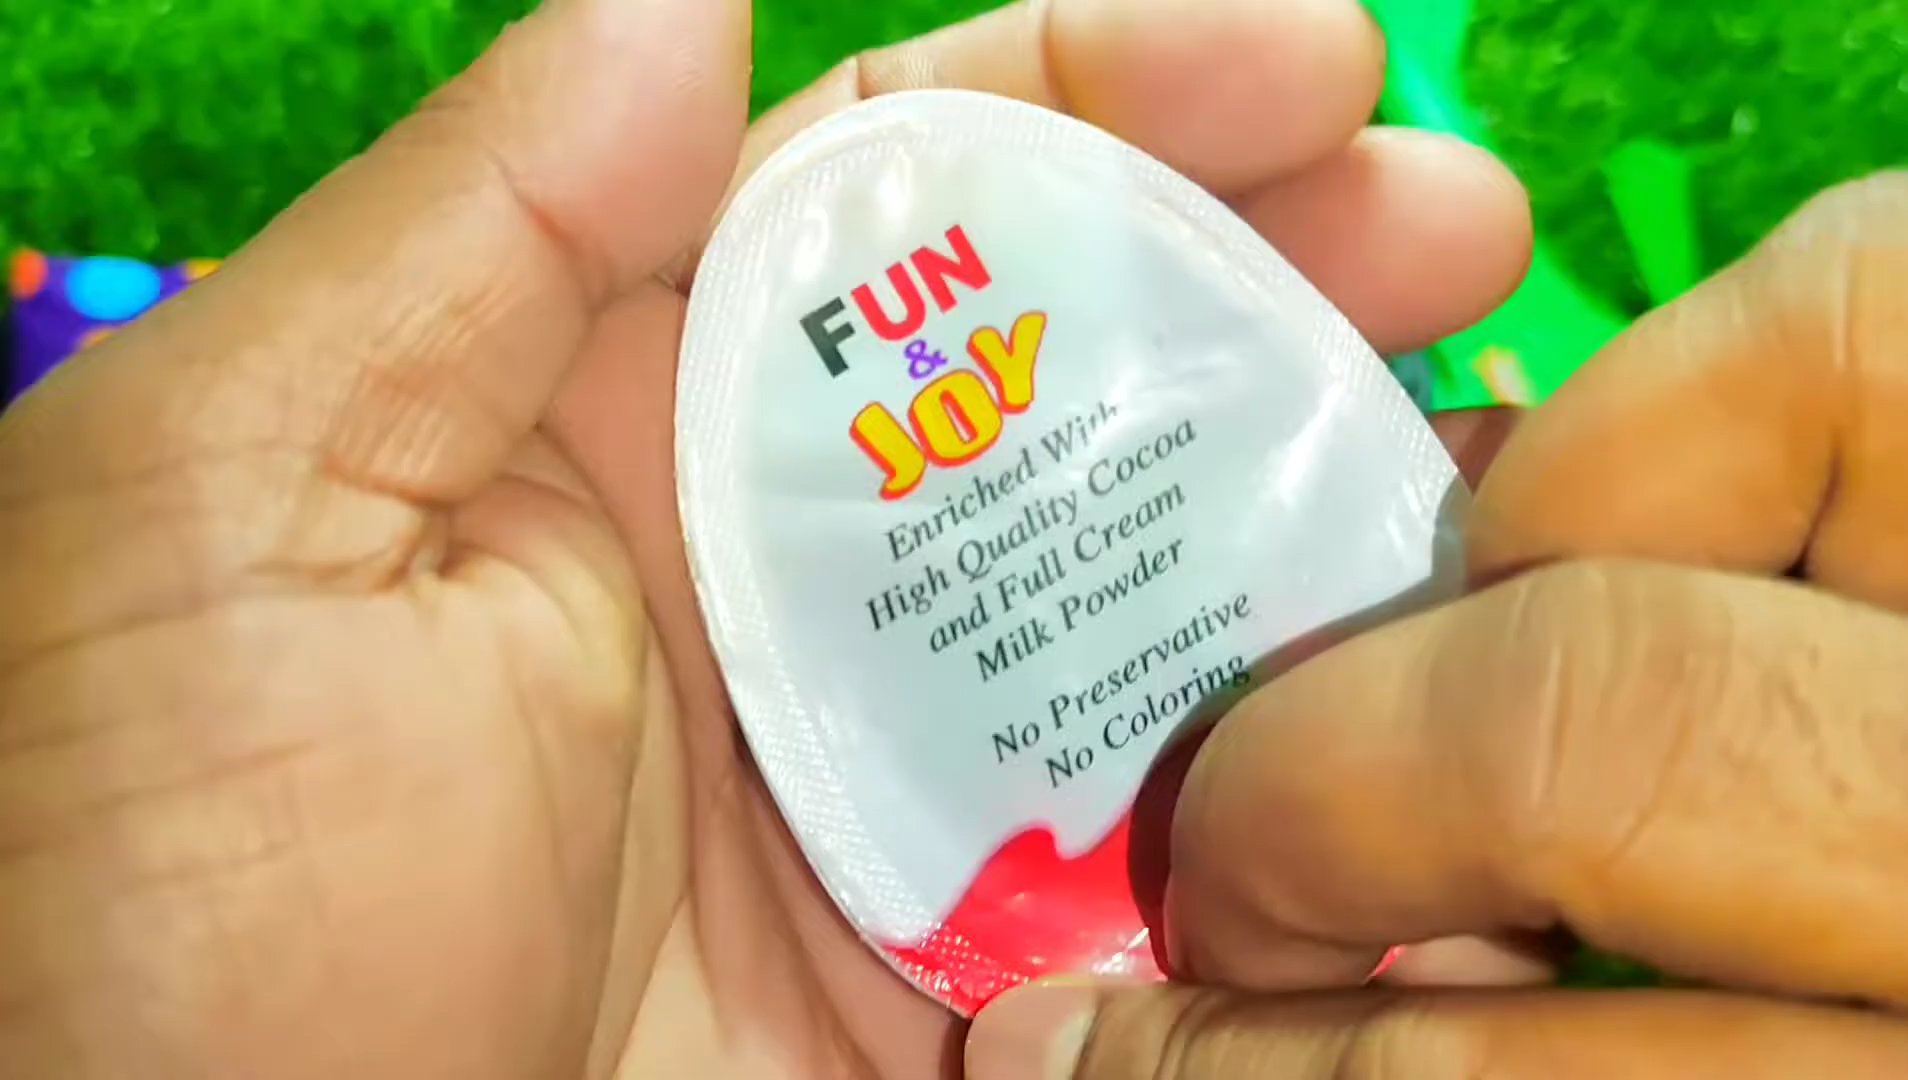 FUN
&
JOY
Enriched With
High Quality Cocoa
and Full Cream
Milk Powder
No Preservative
No Coloring